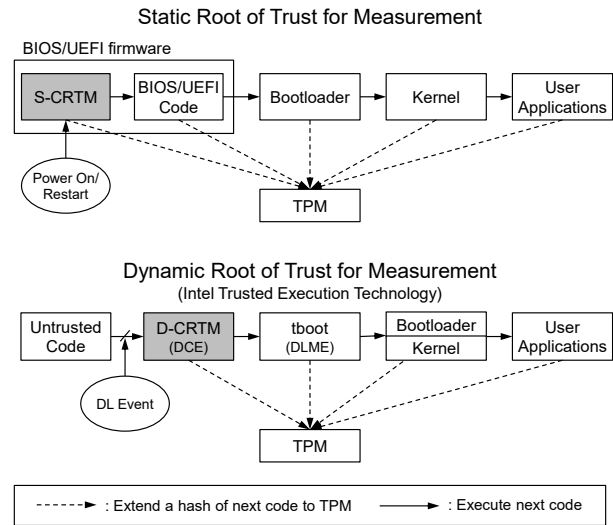 Static Root of Trust for Measurement
BIOS/UEFI firmware
S-CRTM
BIOS/UEFI
Code
Bootloader
Kernel
User
Applications
Power On/
Restart
TPM
Dynamic Root of Trust for Measurement
(Intel Trusted Execution Technology)
Untrusted
Code
D-CRTM
(DCE)
tboot
(DLME)
Bootloader
Kernel
User
Applications
DL Event
TPM
: Extend a hash of next code to TPM
: Execute next code